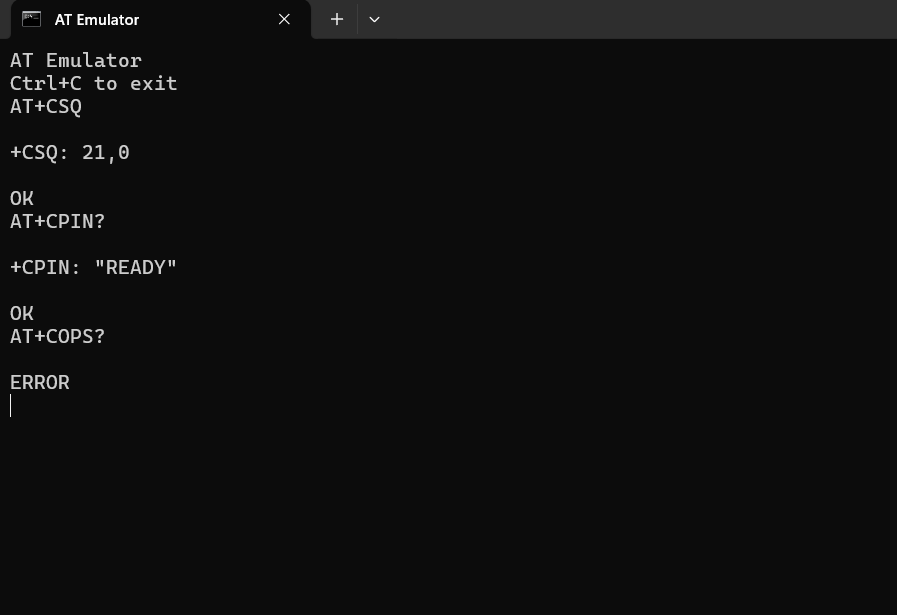 AT Emulator
AT Emulator
Ctrl+C to exit
AT+CSQ
+CSQ: 21,0
OK
AT+CPIN?
+CPIN: "READY"
OK
AT+COPS?
ERROR